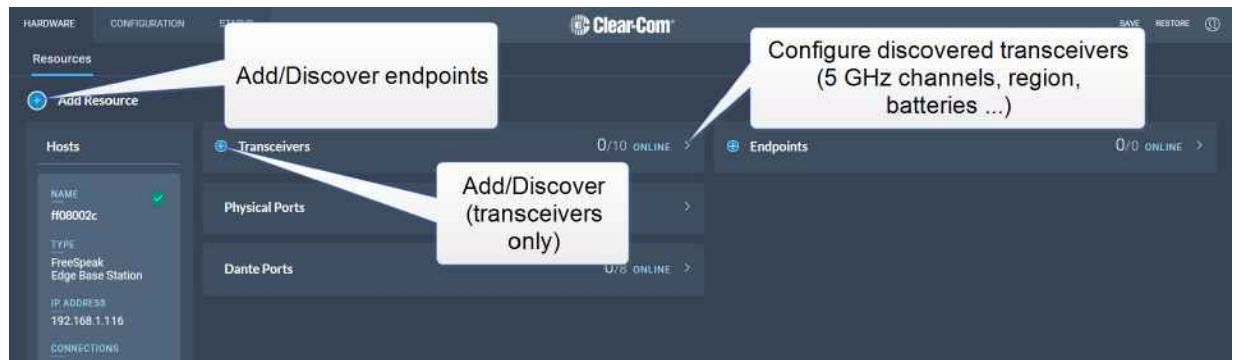 HARDWARE CONFIGURATION Clear-Com SAVE RESTORE
Resources
Add/Discover endpoints
Configure discovered transceivers
(5 GHz channels, region,
batteries ...)
Add Resource
Hosts
Transceivers 0/10 ONLINE
Endpoints 0/0 ONLINE
NAME
ff08002c
Physical Ports
Add/Discover
(transceivers
only)
TYPE
FreeSpeak
Edge Base Station
Dante Ports 0/8 ONLINE
IP ADDRESS
192.168.1.116
CONNECTIONS